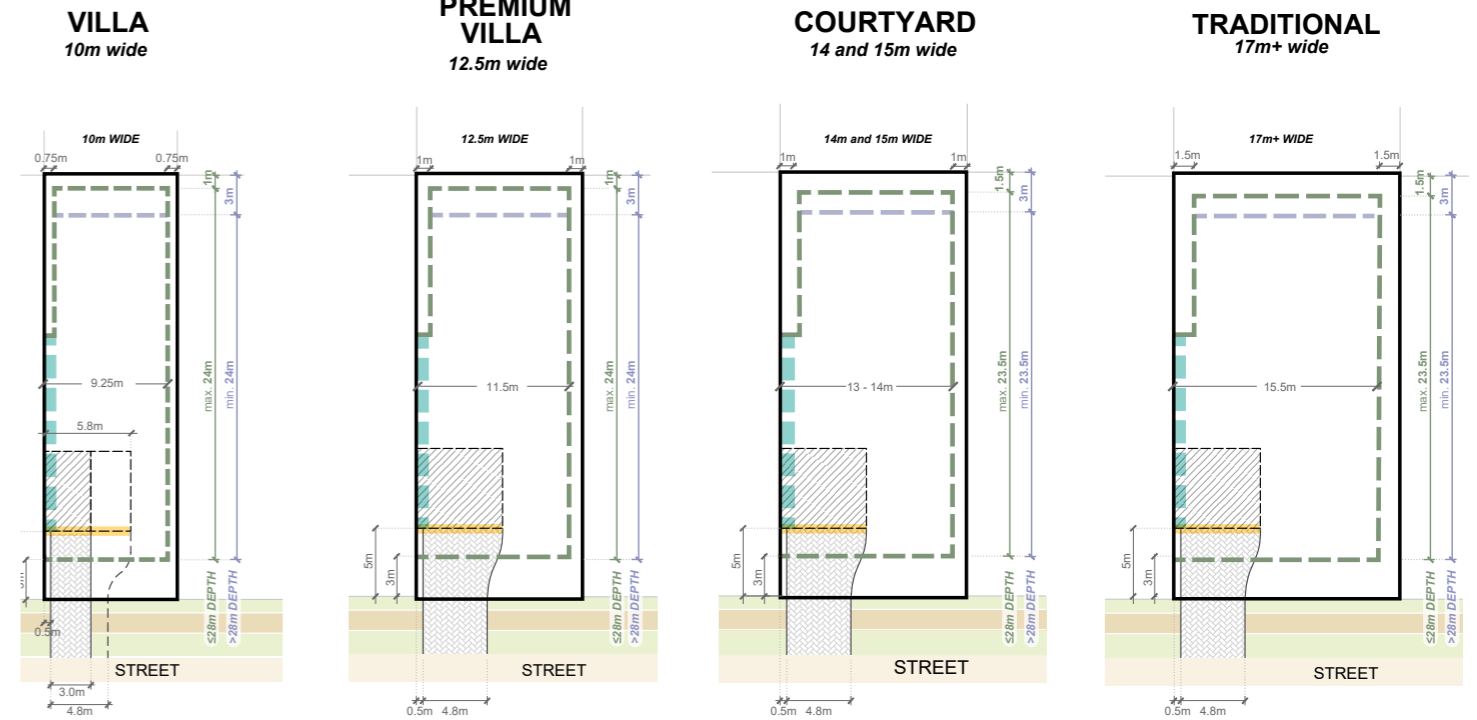 VILLA
10m wide
10m WIDE
0.75m
0.75m
1m
3m
9.25m
max. 24m
min. 24m
5.8m
0.5m
≤28m DEPTH
>28m DEPTH
STREET
3.0m
4.8m
PREMIUM
VILLA
12.5m wide
12.5m WIDE
1m
1m
1m
3m
11.5m
max. 24m
min. 24m
5m
3m
≤28m DEPTH
>28m DEPTH
STREET
0.5m 4.8m
COURTYARD
14 and 15m wide
14m and 15m WIDE
1m
1m
1.5m
3m
13 - 14m
max. 23.5m
min. 23.5m
5m
3m
≤28m DEPTH
>28m DEPTH
STREET
0.5m 4.8m
TRADITIONAL
17m+ wide
17m+ WIDE
1.5m
1.5m
1.5m
3m
15.5m
max. 23.5m
min. 23.5m
5m
3m
≤28m DEPTH
>28m DEPTH
STREET
0.5m 4.8m